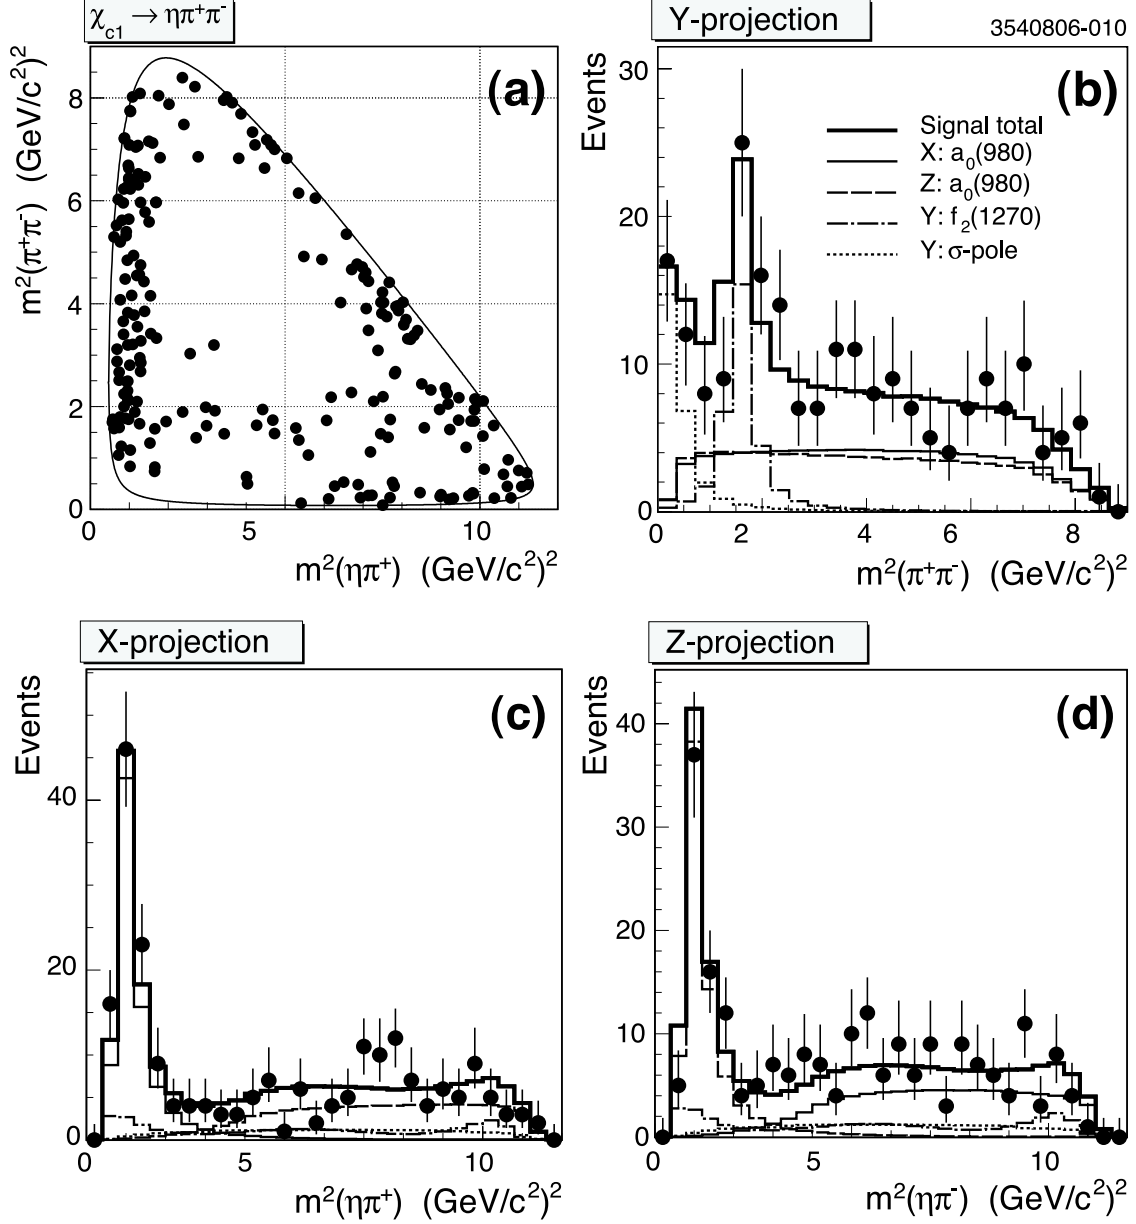 χc1 → ηπ+π-
(a)
m2(π+π-) (GeV/c2)2
8
6
4
2
0
0 5 10
m2(ηπ+) (GeV/c2)2
Y-projection
3540806-010
(b)
Events
30
20
10
0
Signal total
X: a0(980)
Z: a0(980)
Y: f2(1270)
Y: σ-pole
0 2 4 6 8
m2(π+π-) (GeV/c2)2
X-projection
(c)
Events
40
20
0
0 5 10
m2(ηπ+) (GeV/c2)2
Z-projection
(d)
Events
40
30
20
10
0
0 5 10
m2(ηπ-) (GeV/c2)2